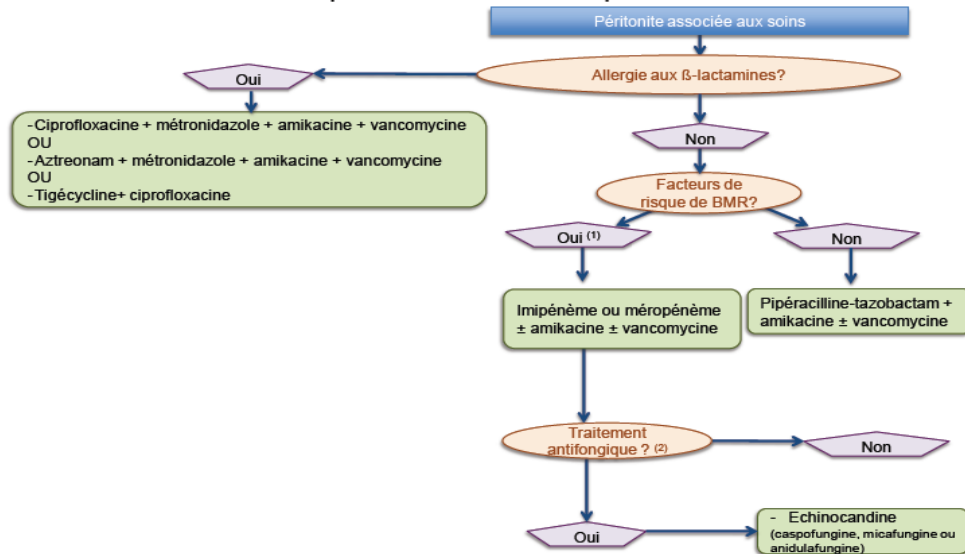 Péritonite associée aux soins
Allergie aux ß-lactamines?
Oui
-Ciprofloxacine + métronidazole + amikacine + vancomycine
OU
-Aztreonam + métronidazole + amikacine + vancomycine
OU
-Tigécycline+ ciprofloxacine
Non
Facteurs de
risque de BMR?
Oui (1)
Non
Imipénème ou méropénème
± amikacine ± vancomycine
Pipéracilline-tazobactam +
amikacine ± vancomycine
Traitement
antifongique ? (2)
Non
Oui
- Echinocandine
(caspofungine, micafungine ou
anidulafungine)